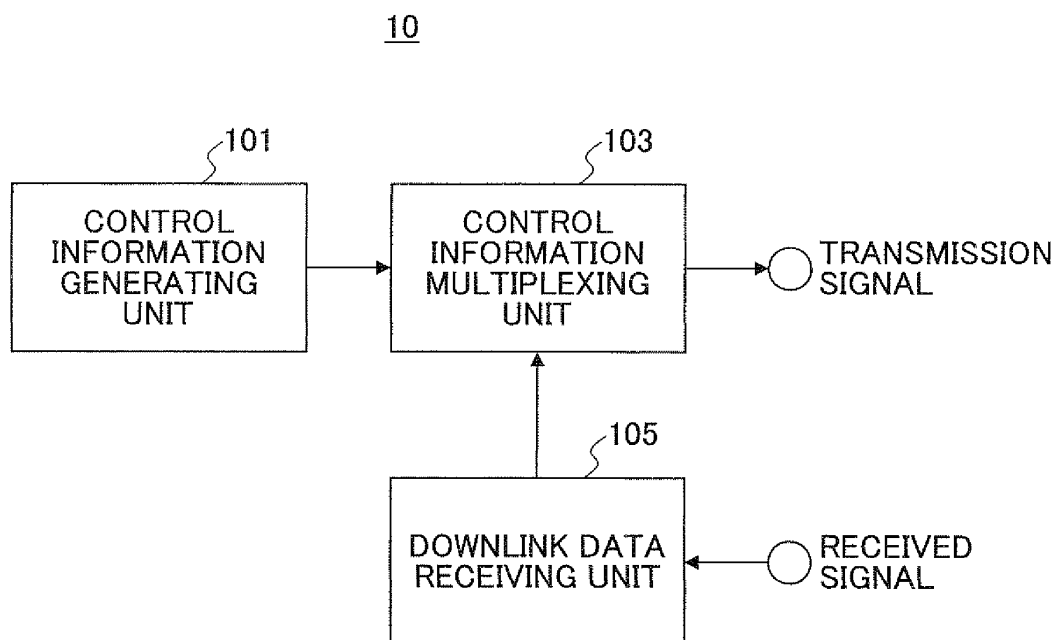 10
101
103
CONTROL
INFORMATION
GENERATING
UNIT
CONTROL
INFORMATION
MULTIPLEXING
UNIT
TRANSMISSION
SIGNAL
105
DOWNLINK DATA
RECEIVING UNIT
RECEIVED
SIGNAL